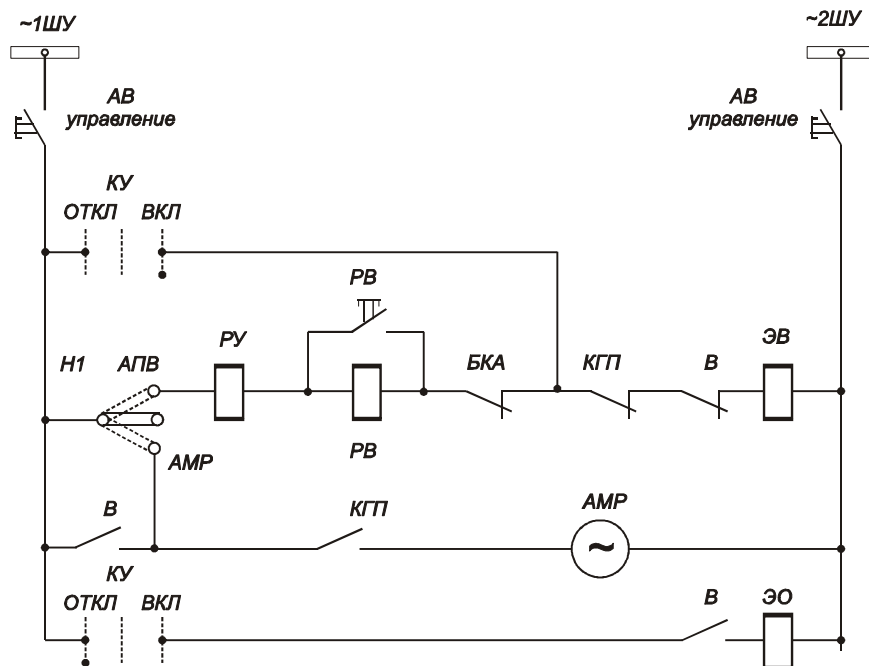 ~1ШУ
~2ШУ
АВ
управление
АВ
управление
КУ
ОТКЛ ВКЛ
РВ
РУ
ЭВ
Н1 АПВ
БКА
КГП
В
РВ
АМР
В
КГП
АМР
~
КУ
ОТКЛ ВКЛ
В
ЭО